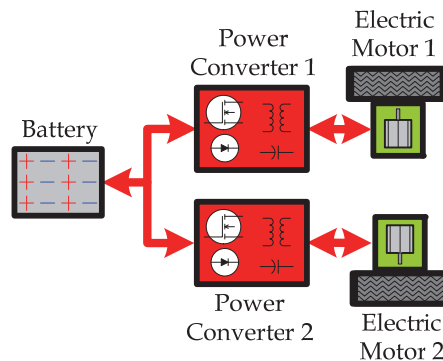 Electric
Motor 1
Power
Converter 1
Battery
Power
Converter 2
Electric
Motor 2